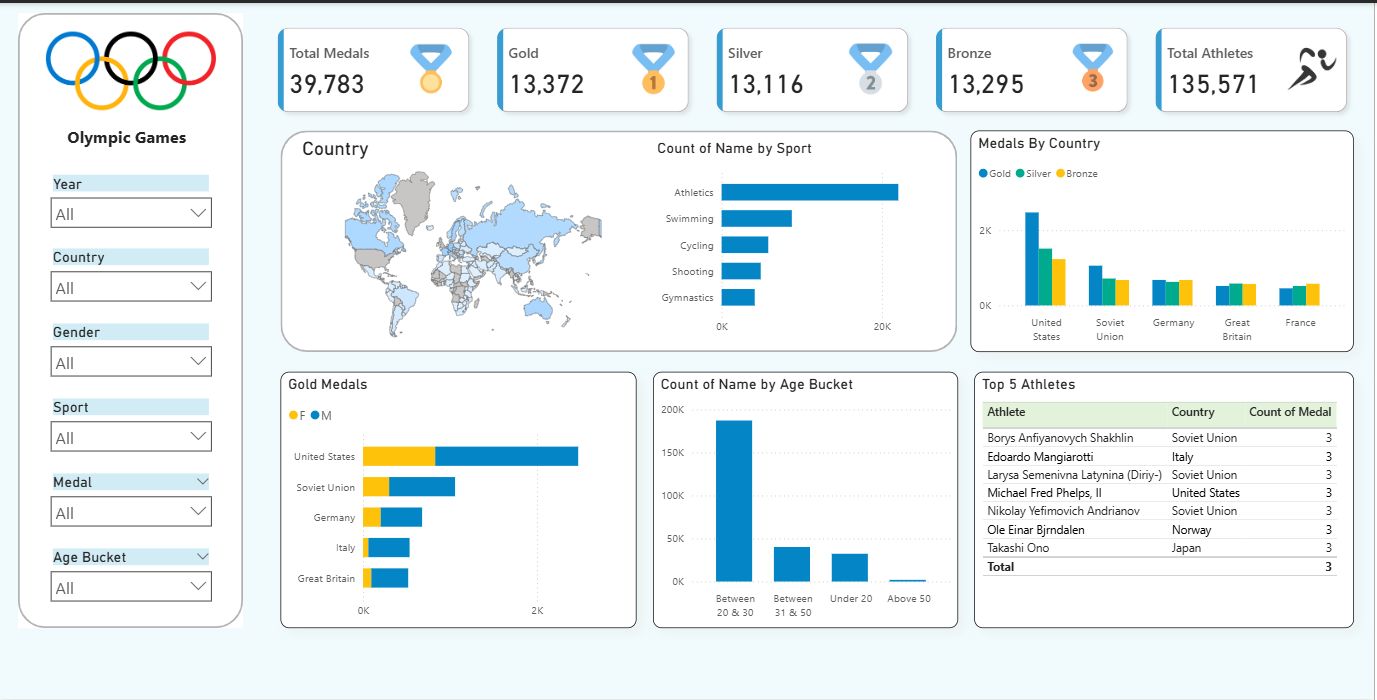 Olympic Games
Year
All
Country
All
Gender
All
Sport
All
Medal
All
Age Bucket
All
Total Medals
39,783
Gold
13,372
1
Silver
13,116
2
Bronze
13,295
3
Total Athletes
135,571
Country
Count of Name by Sport
Athletics
Swimming
Cycling
Shooting
Gymnastics
0K 20K
Medals By Country
Gold Silver Bronze
2K
0K
United States
Soviet Union
Germany
Great Britain
France
Gold Medals
F M
United States
Soviet Union
Germany
Italy
Great Britain
0K 2K
Count of Name by Age Bucket
200K
150K
100K
50K
0K
Between 20 & 30
Between 31 & 50
Under 20
Above 50
Top 5 Athletes
Athlete Country Count of Medal
Borys Anfiyanovych Shakhlin Soviet Union 3
Edoardo Mangiarotti Italy 3
Larysa Semenivna Latynina (Diriy-) Soviet Union 3
Michael Fred Phelps, II United States 3
Nikolay Yefimovich Andrianov Soviet Union 3
Ole Einar Bjrndalen Norway 3
Takashi Ono Japan 3
Total 3